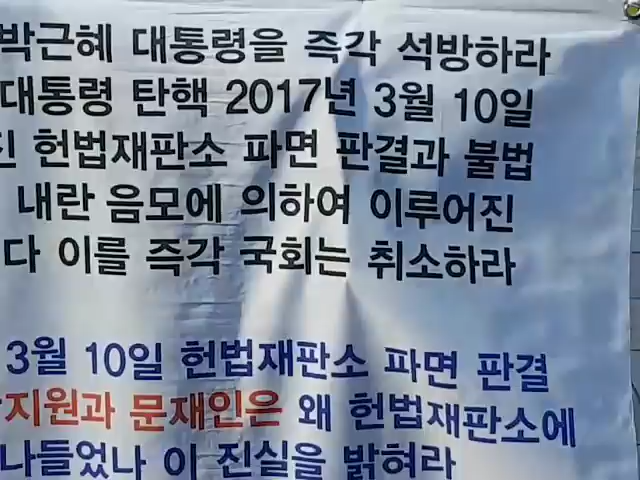 박근혜 대통령을 즉각 석방하라
대통령 탄핵 2017년 3월 10일
진 헌법재판소 파면 판결과 불법
내란 음모에 의하여 이루어진
다 이를 즉각 국회는 취소하라
3월 10일 헌법재판소 파면 판결
지원과 문재인은 왜 헌법재판소에
나들었나 이 진실을 밝혀라